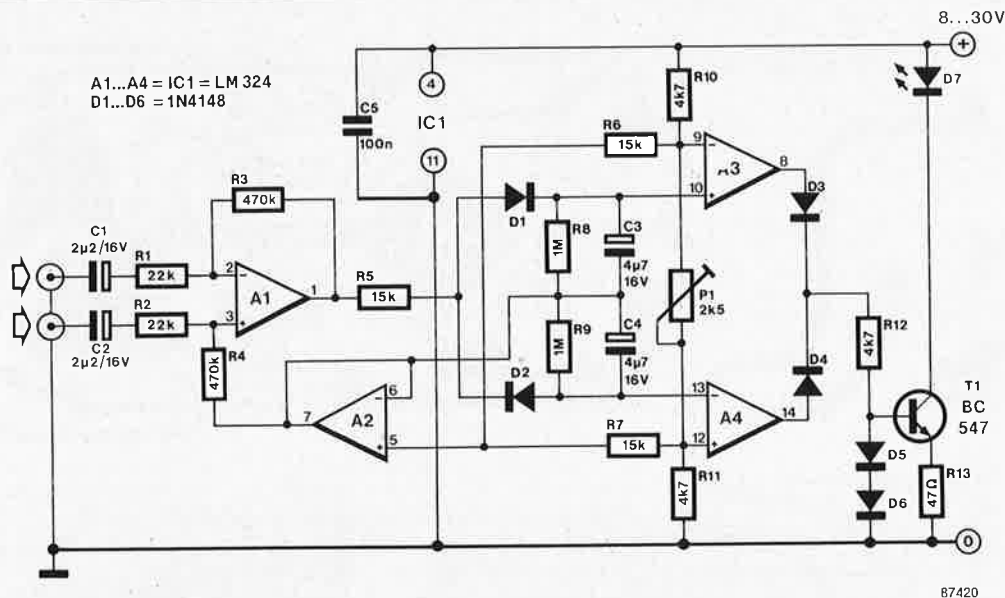 8...30V
A1...A4 = IC1 = LM 324
D1...D6 = 1N4148
C5
100n
4
IC1
11
+
D7
R10
4k7
R6
15k
9
−
A3
8
10
+
D3
R3
470k
D1
R8
1M
C3
4µ7
16V
P1
2k5
C1
2µ2/16V
R1
22k
2
−
A1
1
3
+
R5
15k
R2
22k
C2
2µ2/16V
R4
470k
R9
1M
C4
4µ7
16V
D2
R12
4k7
D4
6
−
A2
7
5
+
13
−
A4
14
12
+
R7
15k
T1
BC
547
R11
4k7
D5
D6
R13
47Ω
0
87420